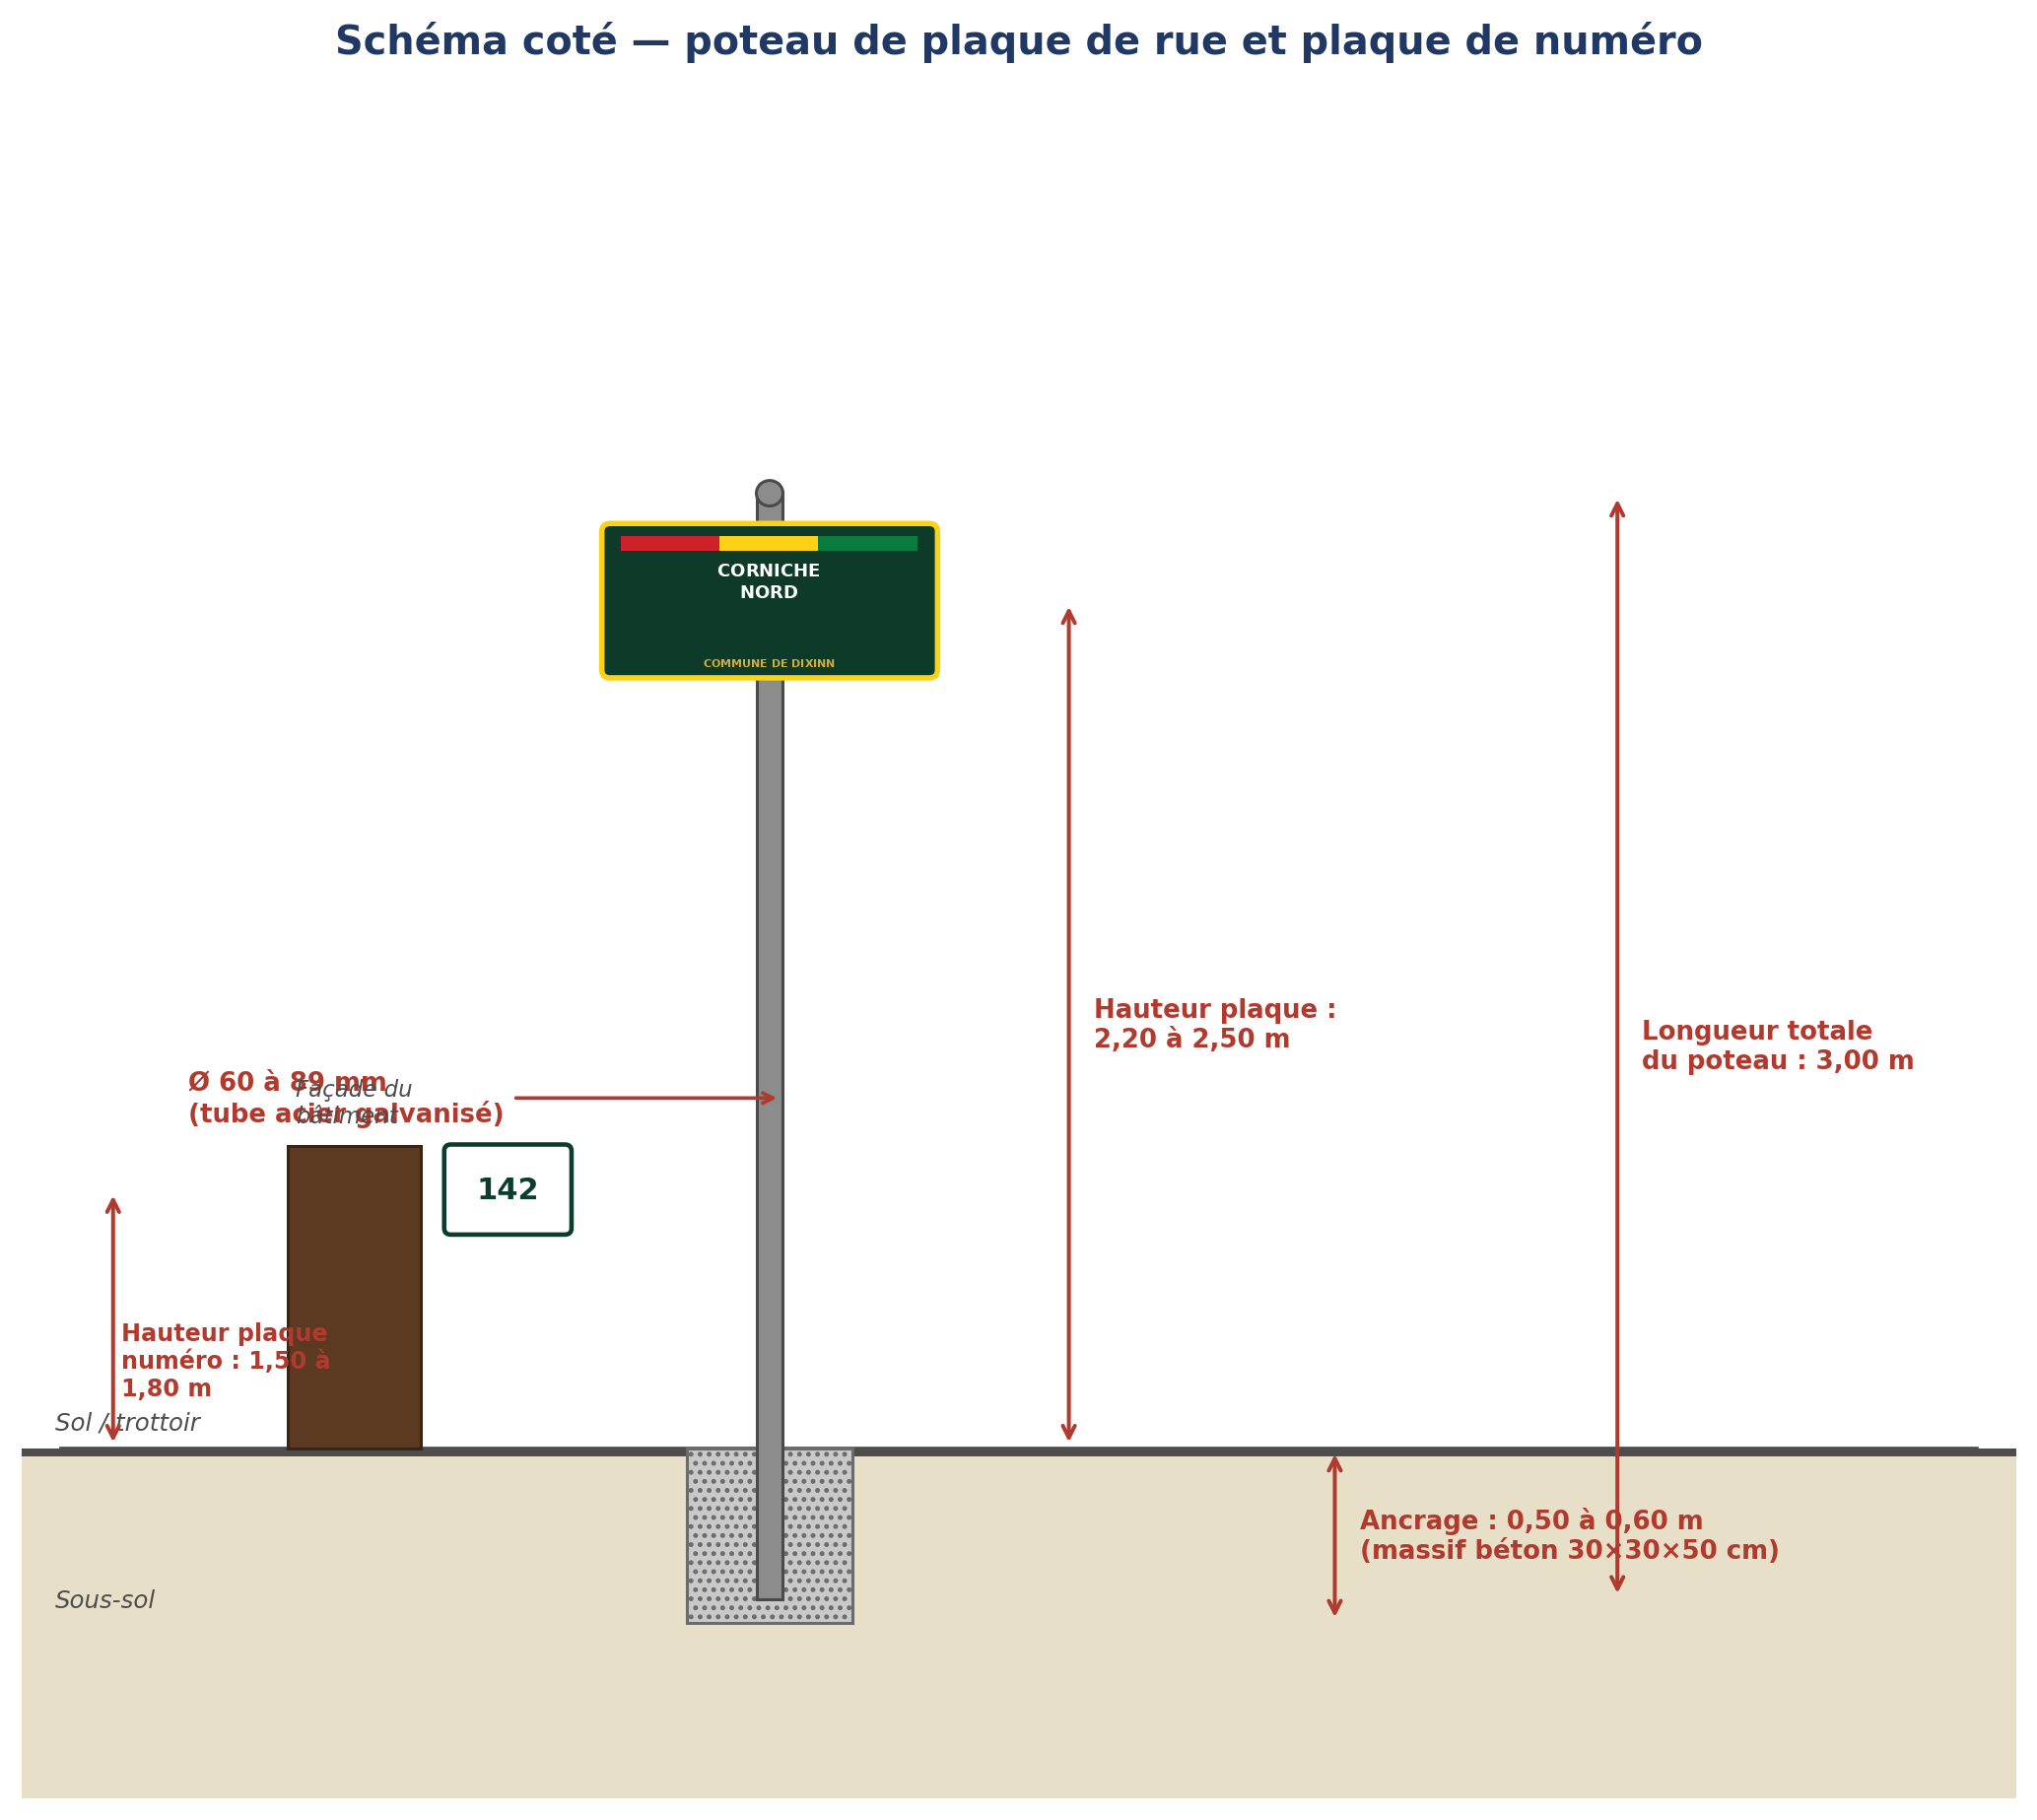 Schéma coté — poteau de plaque de rue et plaque de numéro
CORNICHE
NORD
COMMUNE DE DIXINN
Hauteur plaque :
2,20 à 2,50 m
Longueur totale
du poteau : 3,00 m
Ø 60 à 89 mm
(tube acier galvanisé)
Façade du
bâtiment
142
Hauteur plaque
numéro : 1,50 à
1,80 m
Sol / trottoir
Ancrage : 0,50 à 0,60 m
(massif béton 30×30×50 cm)
Sous-sol